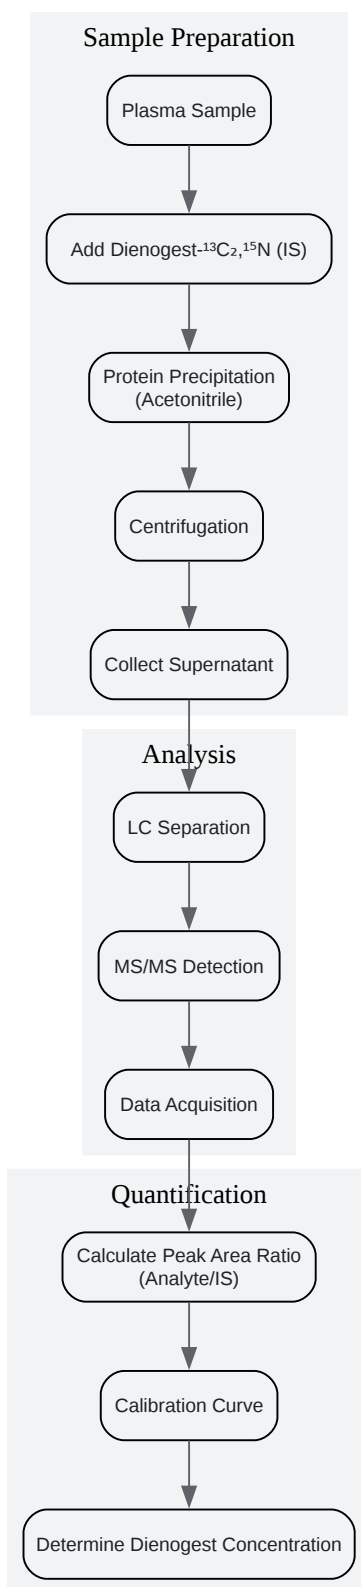 Sample Preparation
Plasma Sample
Add Dienogest-¹³C₂,¹⁵N (IS)
Protein Precipitation
(Acetonitrile)
Centrifugation
Collect Supernatant
Analysis
LC Separation
MS/MS Detection
Data Acquisition
Quantification
Calculate Peak Area Ratio
(Analyte/IS)
Calibration Curve
Determine Dienogest Concentration